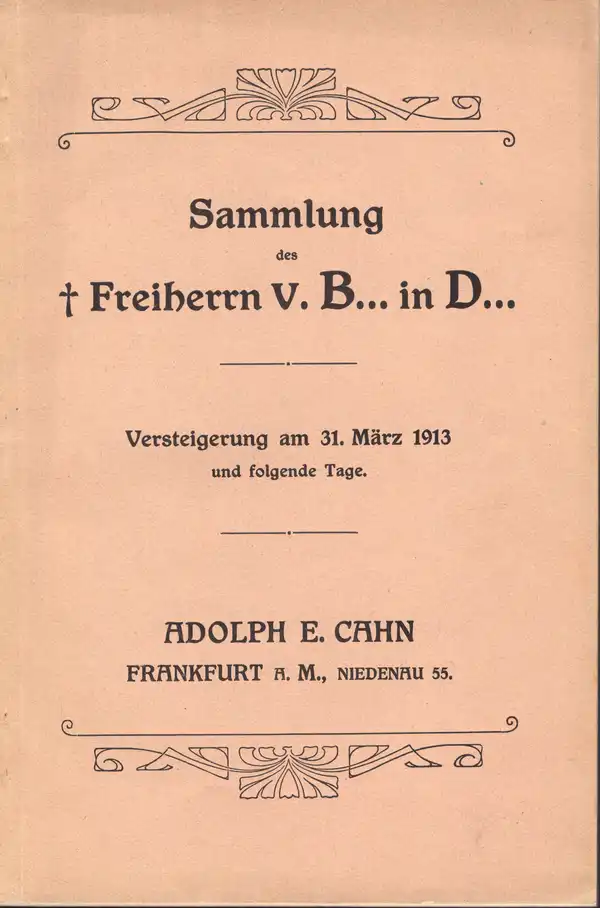 Sammlung
des
† Freiherrn v. B... in D...
Versteigerung am 31. März 1913
und folgende Tage.
ADOLPH E. CAHN
FRANKFURT A. M., NIEDENAU 55.